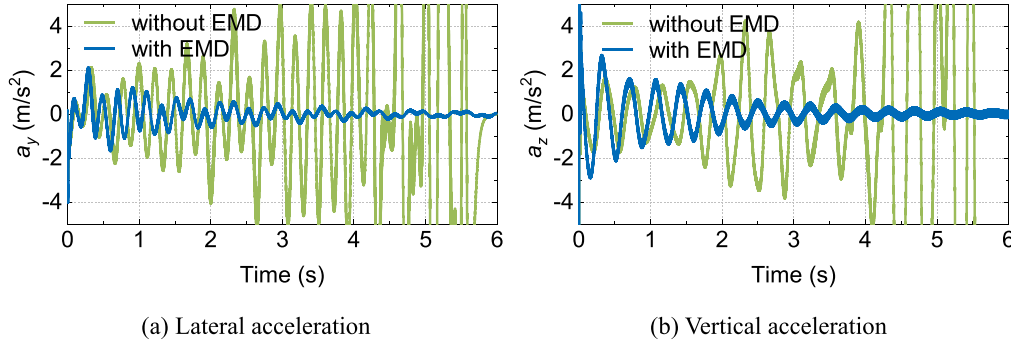 without EMD
with EMD
4
2
0
-2
-4
a_y (m/s²)
0 1 2 3 4 5 6
Time (s)
(a) Lateral acceleration
without EMD
with EMD
4
2
0
-2
-4
a_z (m/s²)
0 1 2 3 4 5 6
Time (s)
(b) Vertical acceleration